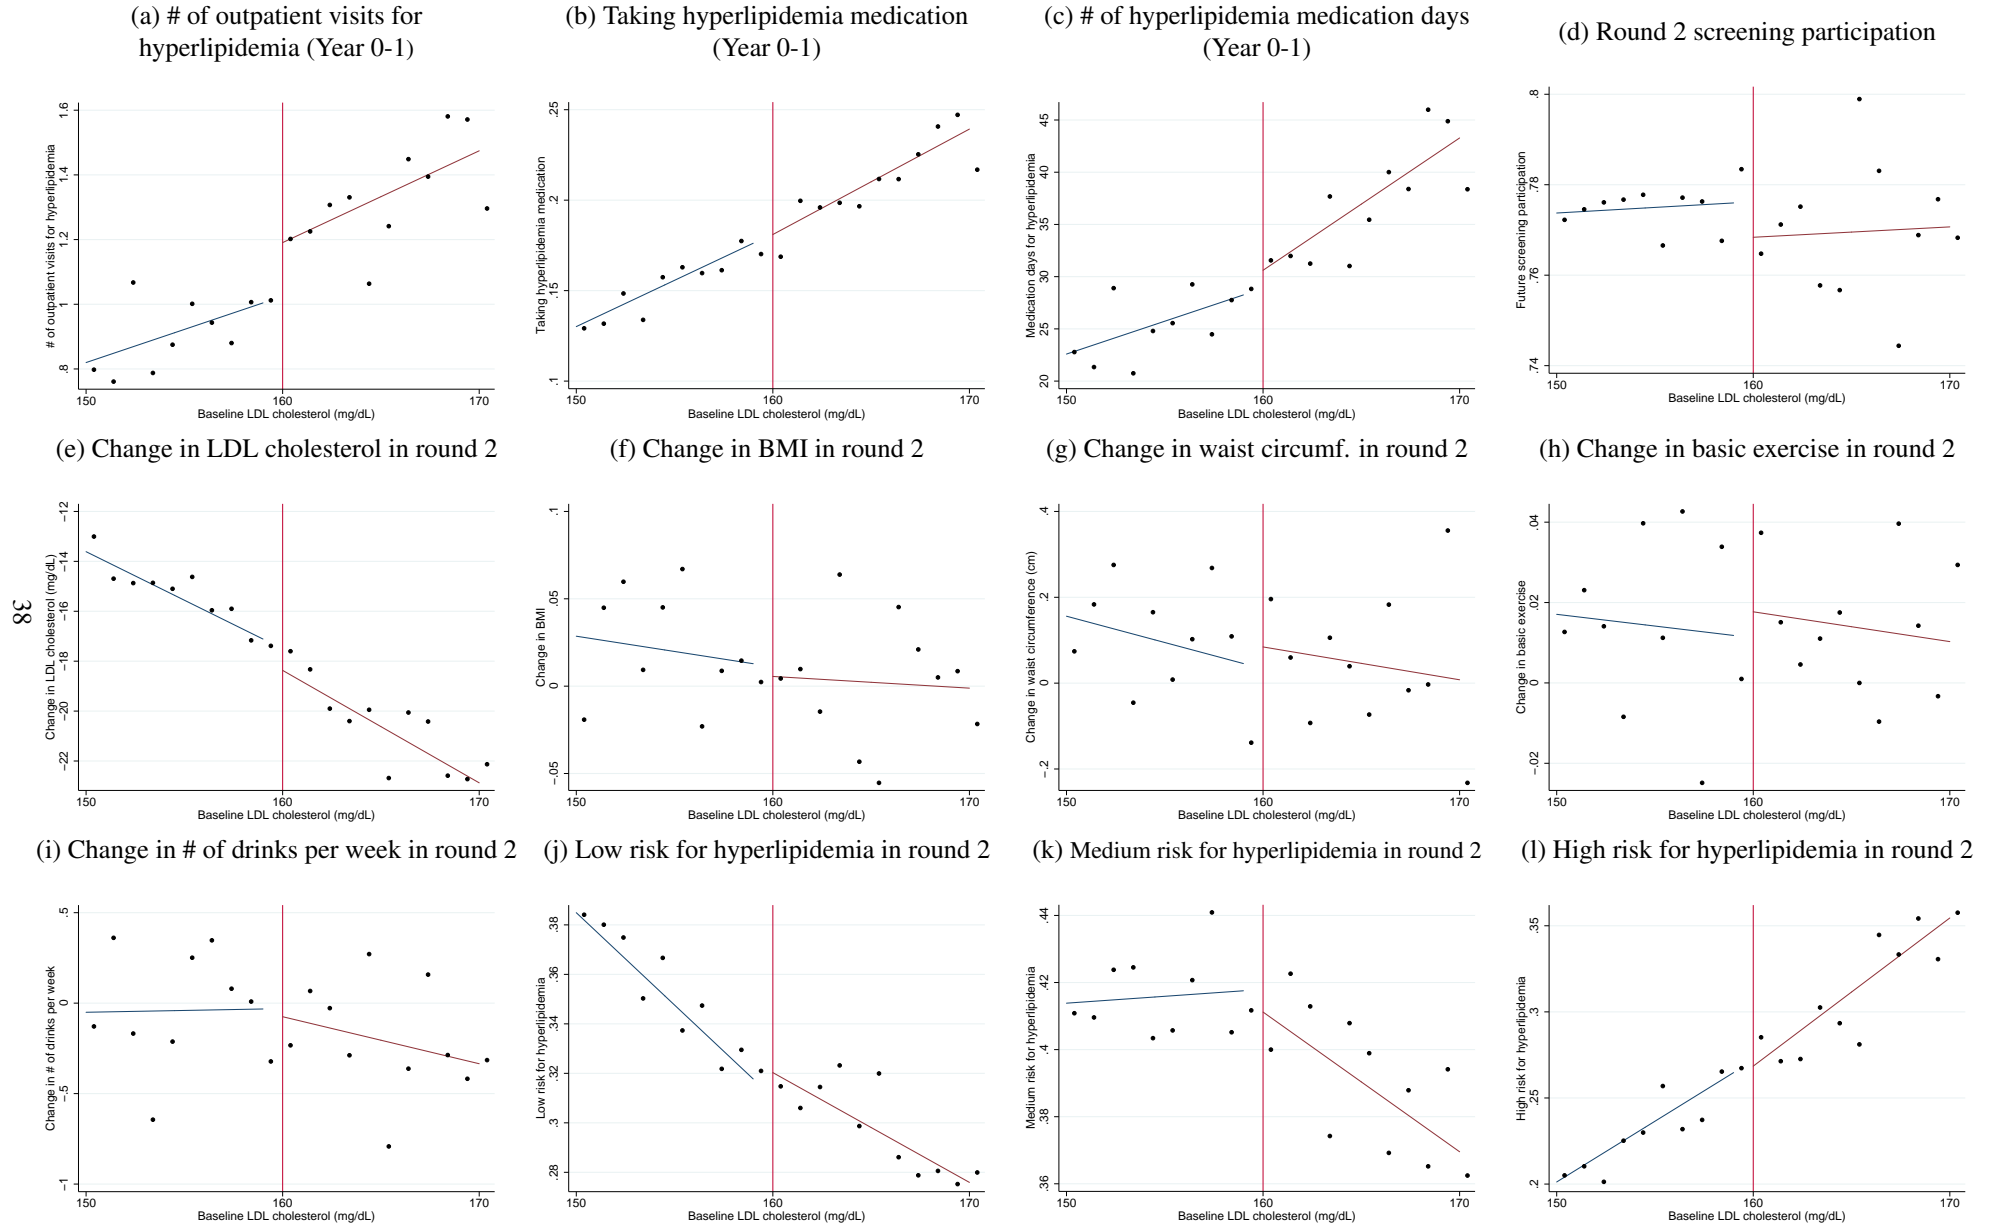 (a) # of outpatient visits for
hyperlipidemia (Year 0-1)
# of outpatient visits for hyperlipidemia
1.6
1.4
1.2
1
.8
150
160
170
Baseline LDL cholesterol (mg/dL)
(b) Taking hyperlipidemia medication
(Year 0-1)
Taking hyperlipidemia medication
.25
.2
.15
.1
150
160
170
Baseline LDL cholesterol (mg/dL)
(c) # of hyperlipidemia medication days
(Year 0-1)
Medication days for hyperlipidemia
45
40
35
30
25
20
150
160
170
Baseline LDL cholesterol (mg/dL)
(d) Round 2 screening participation
Future screening participation
.8
.78
.76
.74
150
160
170
Baseline LDL cholesterol (mg/dL)
(e) Change in LDL cholesterol in round 2
Change in LDL cholesterol (mg/dL)
−12
−14
−16
−18
−20
−22
150
160
170
Baseline LDL cholesterol (mg/dL)
(f) Change in BMI in round 2
Change in BMI
.1
.05
0
−.05
150
160
170
Baseline LDL cholesterol (mg/dL)
(g) Change in waist circumf. in round 2
Change in waist circumference (cm)
.4
.2
0
−.2
150
160
170
Baseline LDL cholesterol (mg/dL)
(h) Change in basic exercise in round 2
Change in basic exercise
.04
.02
0
−.02
150
160
170
Baseline LDL cholesterol (mg/dL)
38
(i) Change in # of drinks per week in round 2
Change in # of drinks per week
.5
0
−.5
−1
150
160
170
Baseline LDL cholesterol (mg/dL)
(j) Low risk for hyperlipidemia in round 2
Low risk for hyperlipidemia
.38
.36
.34
.32
.3
.28
150
160
170
Baseline LDL cholesterol (mg/dL)
(k) Medium risk for hyperlipidemia in round 2
Medium risk for hyperlipidemia
.44
.42
.4
.38
.36
150
160
170
Baseline LDL cholesterol (mg/dL)
(l) High risk for hyperlipidemia in round 2
High risk for hyperlipidemia
.35
.3
.25
.2
150
160
170
Baseline LDL cholesterol (mg/dL)